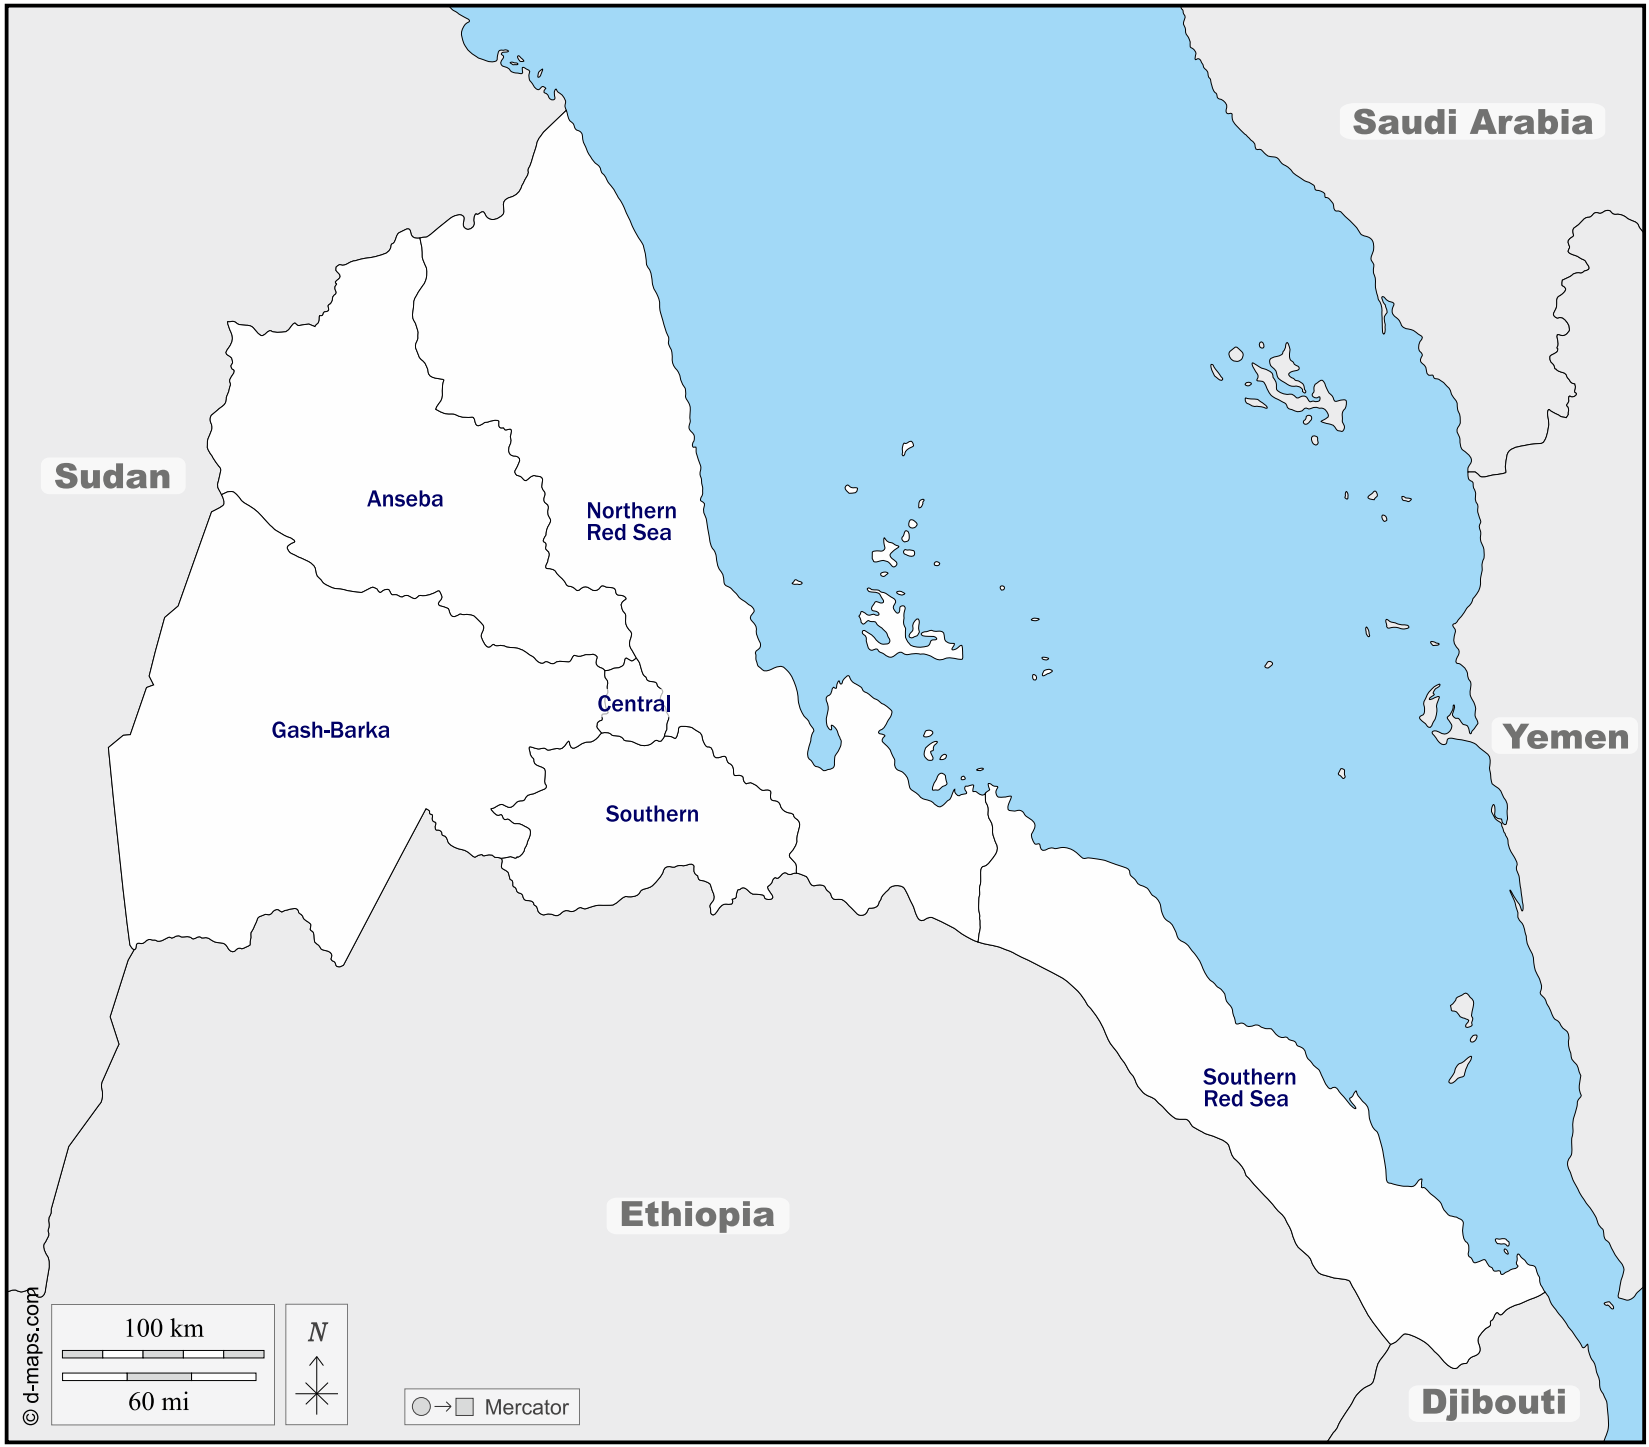 Saudi Arabia
Sudan
Anseba
Northern
Red Sea
Central
Gash-Barka
Yemen
Southern
Southern
Red Sea
Ethiopia
Djibouti
© d-maps.com
100 km
60 mi
N
Mercator